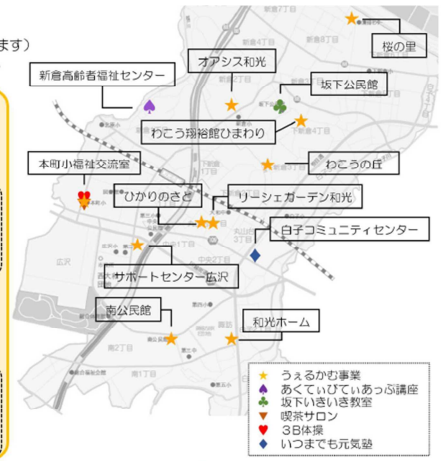 ます）
桜の里
オアシス和光
新倉高齢者福祉センター
坂下公民館
わこう翔裕館ひまわり
本町小福祉交流室
わこうの丘
ひかりのさと
リーシェガーデン和光
白子コミュニティセンター
サポートセンター広沢
南公民館
和光ホーム
広沢
南1丁目
うぇるかむ事業
あくてぃびてぃあっぷ講座
坂下いきいき教室
喫茶サロン
3B体操
いつまでも元気塾